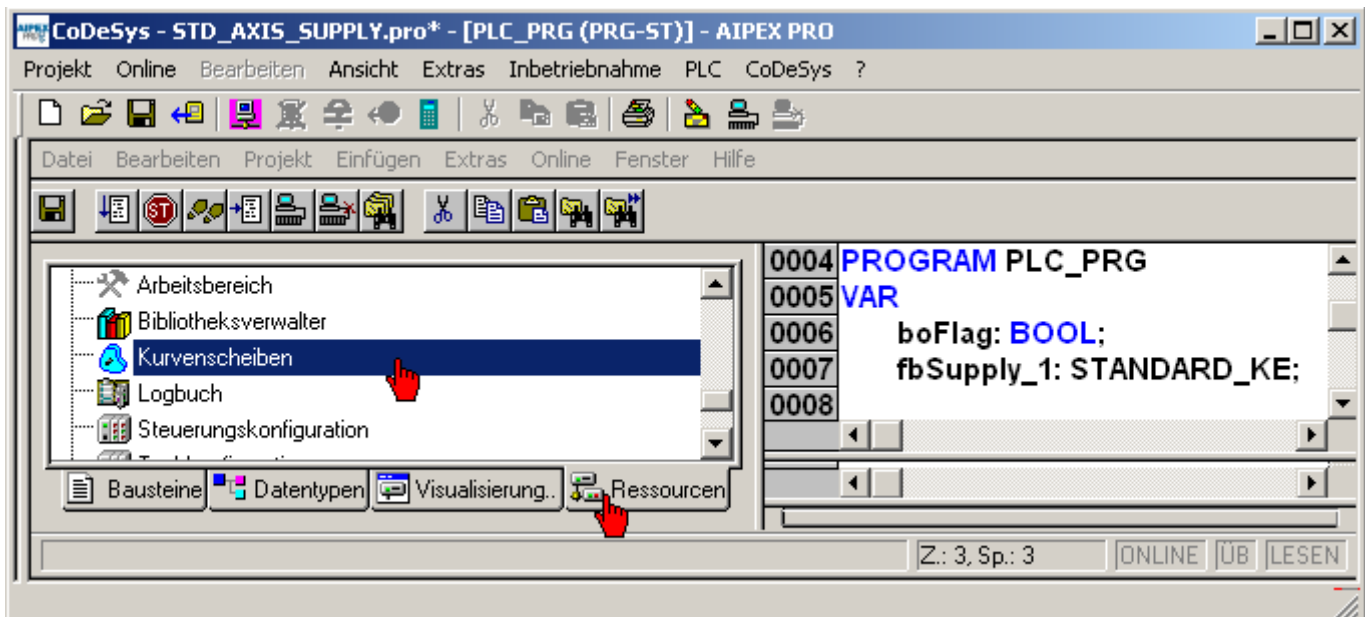 CoDeSys - STD_AXIS_SUPPLY.pro* - [PLC_PRG (PRG-ST)] - AIPEX PRO
Projekt Online Bearbeiten Ansicht Extras Inbetriebnahme PLC CoDeSys ?
Datei Bearbeiten Projekt Einfügen Extras Online Fenster Hilfe
Arbeitsbereich
Bibliotheksverwalter
Kurvenscheiben
Logbuch
Steuerungskonfiguration
Bausteine Datentypen Visualisierung.. Ressourcen
0004 PROGRAM PLC_PRG
0005 VAR
0006 boFlag: BOOL;
0007 fbSupply_1: STANDARD_KE;
0008
Z.: 3, Sp.: 3 ONLINE ÜB LESEN